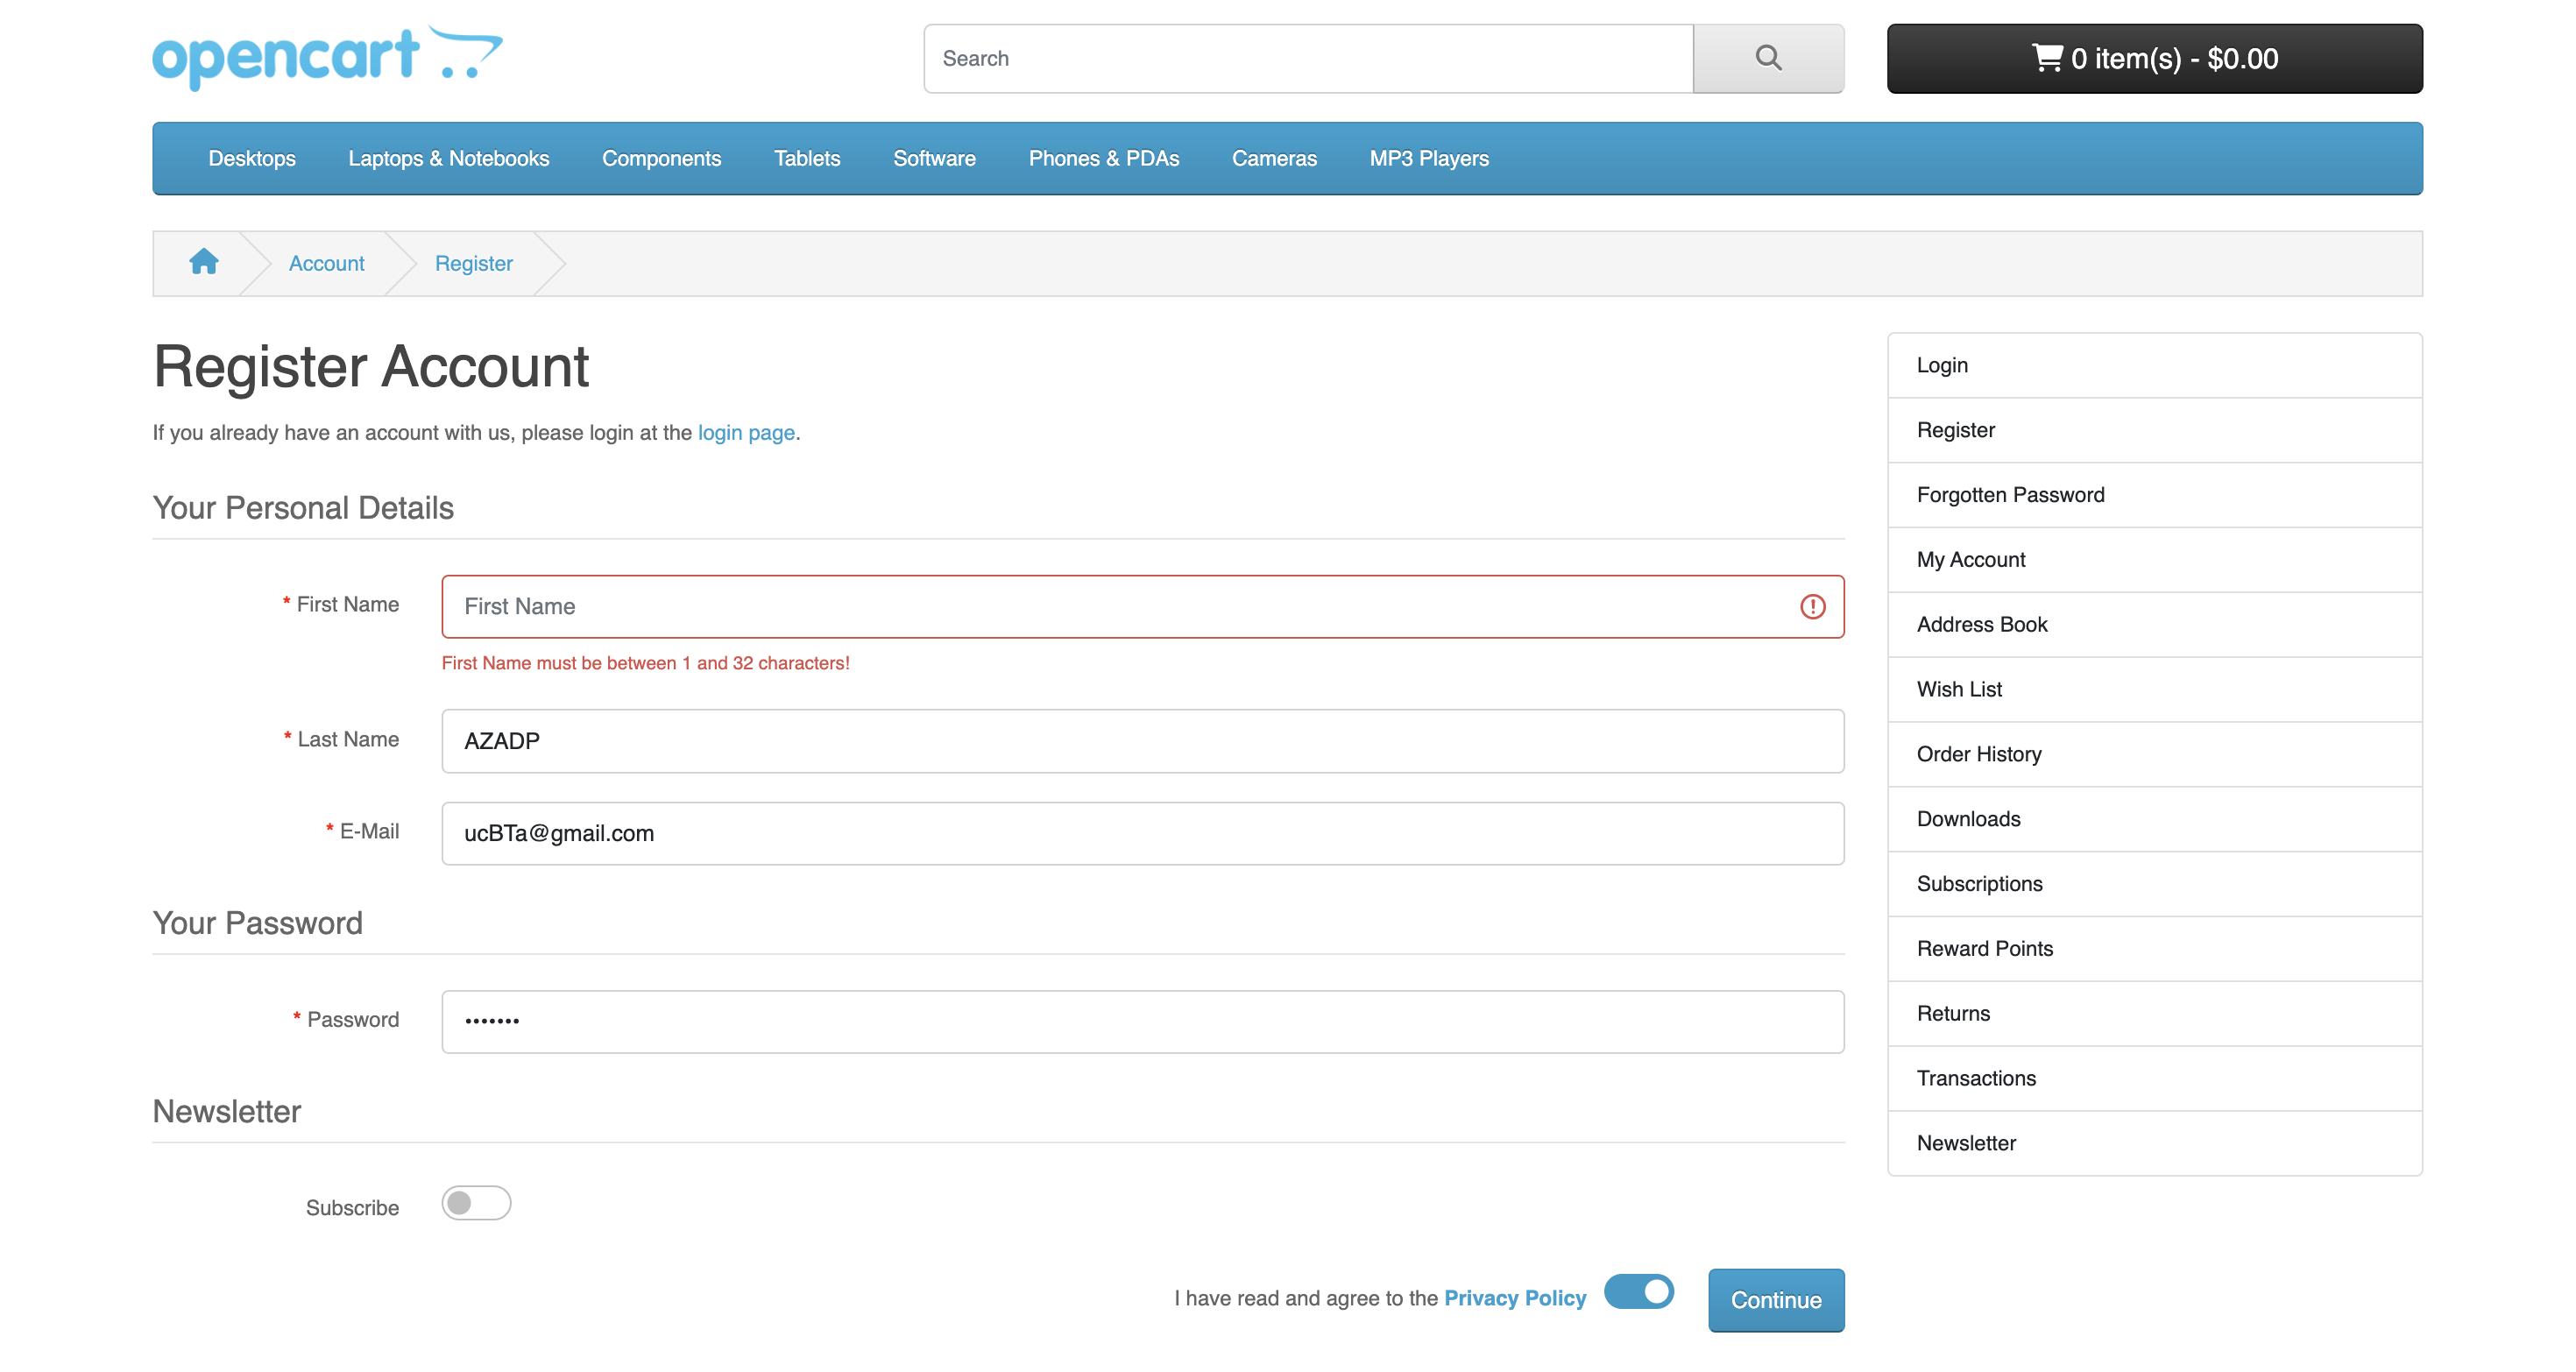 opencart
Search
0 item(s) - $0.00
Desktops Laptops & Notebooks Components Tablets Software Phones & PDAs Cameras MP3 Players
Account Register
Register Account
If you already have an account with us, please login at the login page.
Your Personal Details
* First Name First Name
First Name must be between 1 and 32 characters!
* Last Name AZADP
* E-Mail ucBTa@gmail.com
Your Password
* Password •••••••
Newsletter
Subscribe
I have read and agree to the Privacy Policy Continue
Login
Register
Forgotten Password
My Account
Address Book
Wish List
Order History
Downloads
Subscriptions
Reward Points
Returns
Transactions
Newsletter